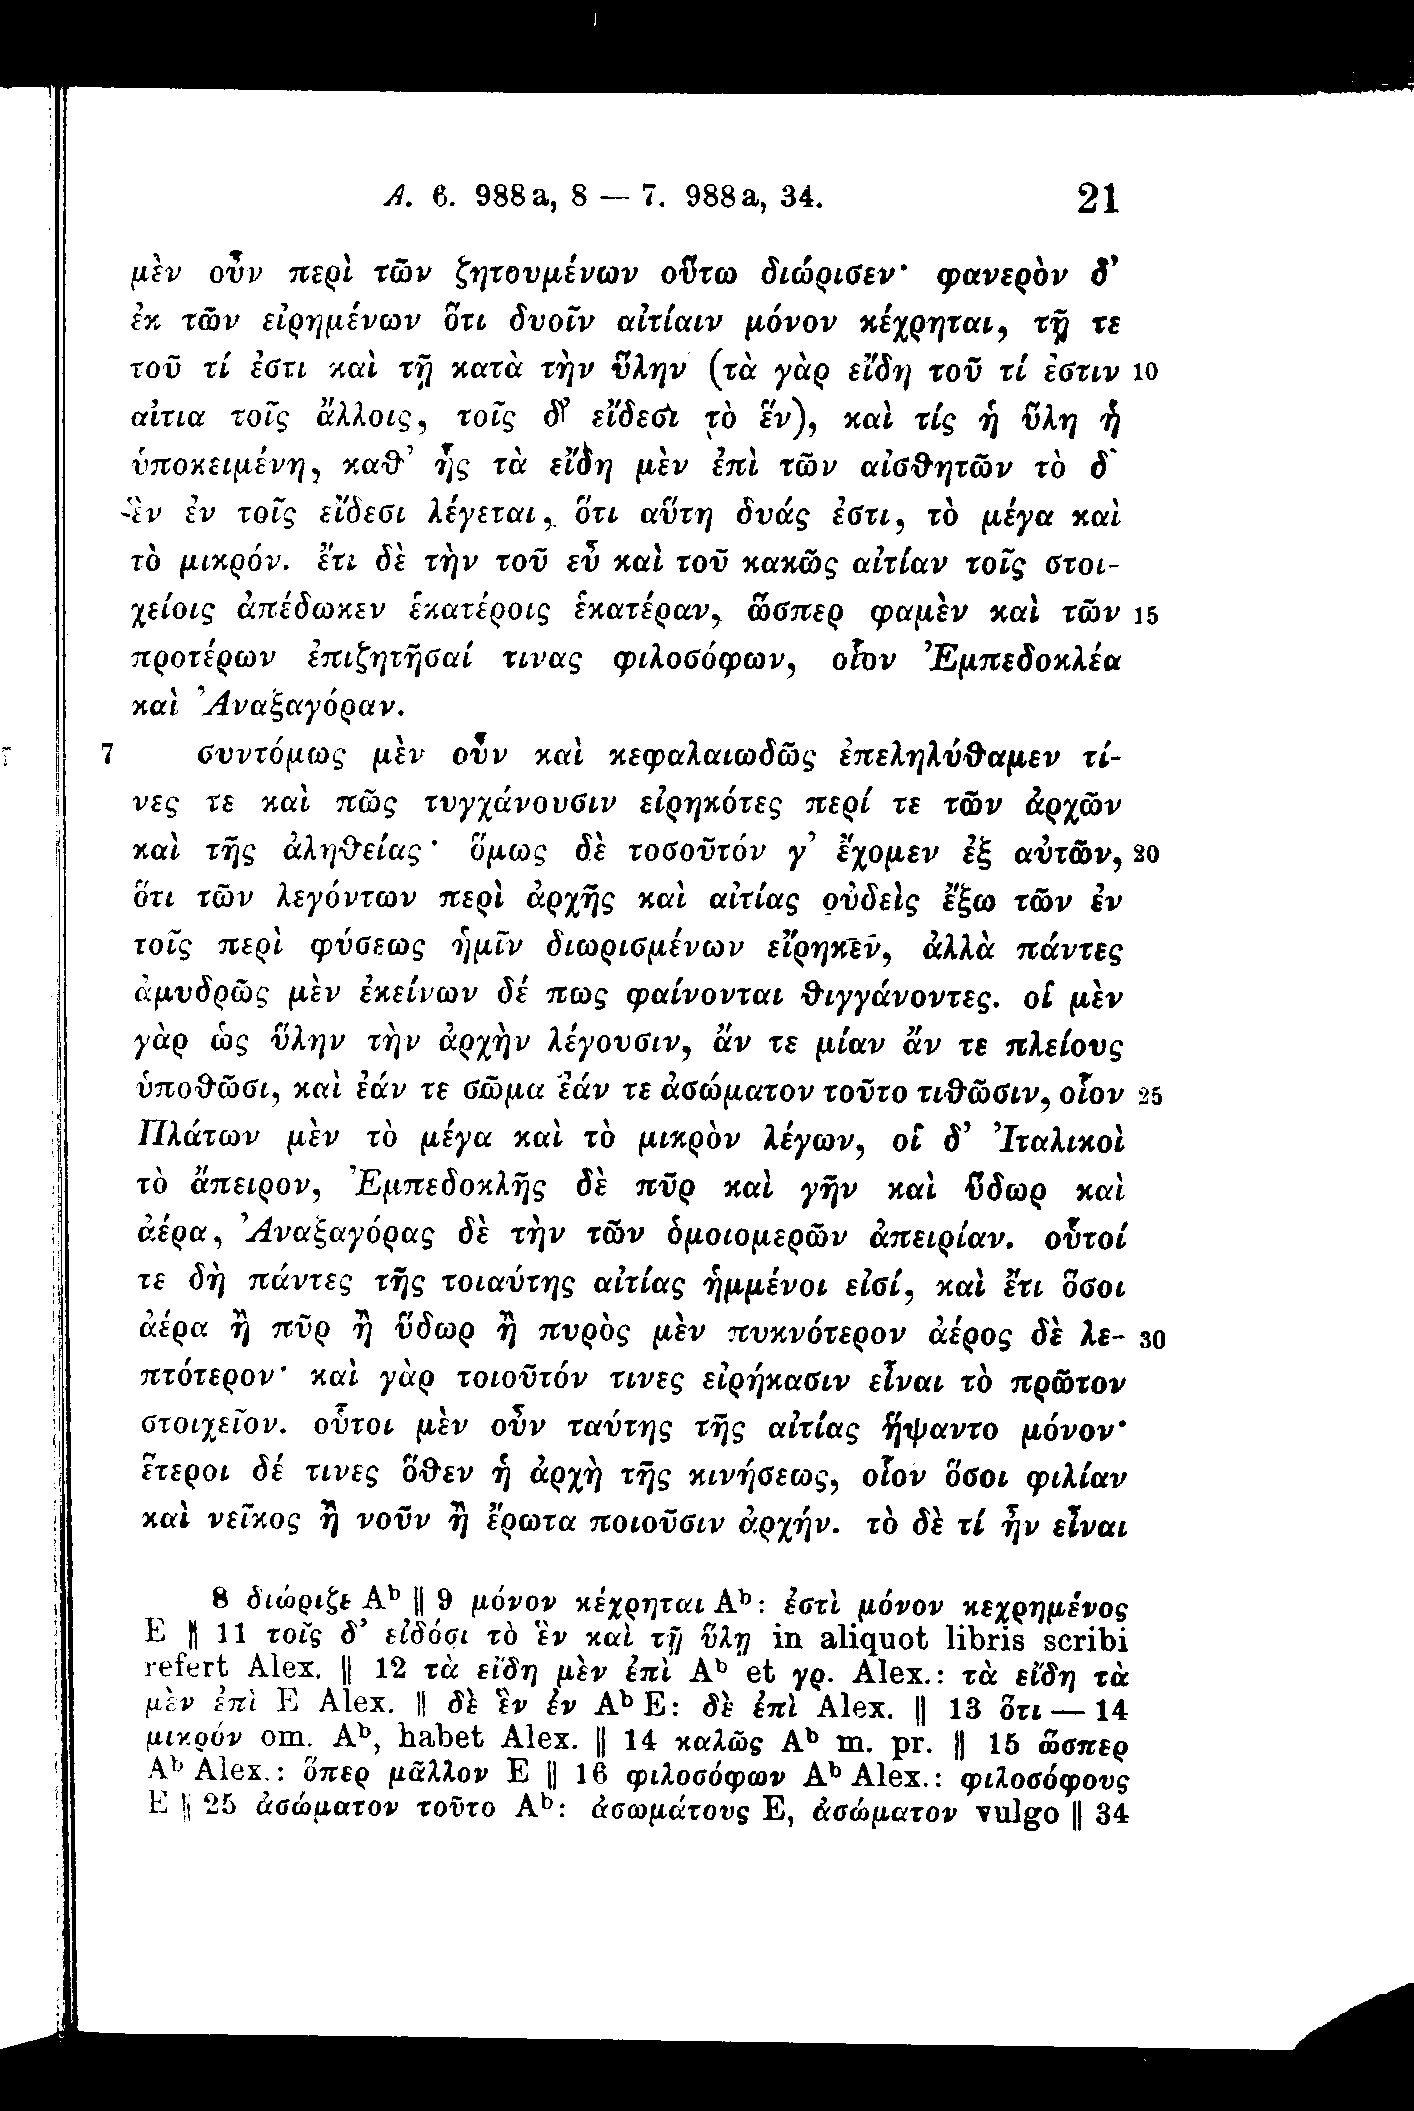 Α. 6. 988a, 8 — 7. 988a, 34. 21
μὲν οὖν περὶ τῶν ζητουμένων οὕτω διώρισεν· φανερὸν δ’
ἐκ τῶν εἰρημένων ὅτι δυοῖν αἰτίαιν μόνον κέχρηται, τῇ τε
τοῦ τί ἐστι καὶ τῇ κατὰ τὴν ὕλην (τὰ γὰρ εἴδη τοῦ τί ἐστιν 10
αἴτια τοῖς ἄλλοις, τοῖς δ’ εἴδεσι τὸ ἕν), καὶ τίς ἡ ὕλη ἡ
ὑποκειμένη, καθ’ ἧς τὰ εἴδη μὲν ἐπὶ τῶν αἰσθητῶν τὸ δ’
ἓν ἐν τοῖς εἴδεσι λέγεται, ὅτι αὕτη δυάς ἐστι, τὸ μέγα καὶ
τὸ μικρόν. ἔτι δὲ τὴν τοῦ εὖ καὶ τοῦ κακῶς αἰτίαν τοῖς στοι-
χείοις ἀπέδωκεν ἑκατέροις ἑκατέραν, ὥσπερ φαμὲν καὶ τῶν 15
προτέρων ἐπιζητῆσαί τινας φιλοσόφων, οἷον Ἐμπεδοκλέα
καὶ Ἀναξαγόραν.
7 συντόμως μὲν οὖν καὶ κεφαλαιωδῶς ἐπεληλύθαμεν τί-
νες τε καὶ πῶς τυγχάνουσιν εἰρηκότες περί τε τῶν ἀρχῶν
καὶ τῆς ἀληθείας· ὅμως δὲ τοσοῦτόν γ’ ἔχομεν ἐξ αὐτῶν, 20
ὅτι τῶν λεγόντων περὶ ἀρχῆς καὶ αἰτίας οὐδεὶς ἔξω τῶν ἐν
τοῖς περὶ φύσεως ἡμῖν διωρισμένων εἴρηκεν, ἀλλὰ πάντες
ἀμυδρῶς μὲν ἐκείνων δέ πως φαίνονται θιγγάνοντες. οἱ μὲν
γὰρ ὡς ὕλην τὴν ἀρχὴν λέγουσιν, ἄν τε μίαν ἄν τε πλείους
ὑποθῶσι, καὶ ἐάν τε σῶμα ἐάν τε ἀσώματον τοῦτο τιθῶσιν, οἷον 25
Πλάτων μὲν τὸ μέγα καὶ τὸ μικρὸν λέγων, οἱ δ’ Ἰταλικοὶ
τὸ ἄπειρον, Ἐμπεδοκλῆς δὲ πῦρ καὶ γῆν καὶ ὕδωρ καὶ
ἀέρα, Ἀναξαγόρας δὲ τὴν τῶν ὁμοιομερῶν ἀπειρίαν. οὗτοί
τε δὴ πάντες τῆς τοιαύτης αἰτίας ἡμμένοι εἰσί, καὶ ἔτι ὅσοι
ἀέρα ἢ πῦρ ἢ ὕδωρ ἢ πυρὸς μὲν πυκνότερον ἀέρος δὲ λε- 30
πτότερον· καὶ γὰρ τοιοῦτόν τινες εἰρήκασιν εἶναι τὸ πρῶτον
στοιχεῖον. οὗτοι μὲν οὖν ταύτης τῆς αἰτίας ἥψαντο μόνον·
ἕτεροι δέ τινες ὅθεν ἡ ἀρχὴ τῆς κινήσεως, οἷον ὅσοι φιλίαν
καὶ νεῖκος ἢ νοῦν ἢ ἔρωτα ποιοῦσιν ἀρχήν. τὸ δὲ τί ἦν εἶναι
8 διώριζε Aᵇ || 9 μόνον κέχρηται Aᵇ: ἐστὶ μόνον κεχρημένος
E || 11 τοῖς δ’ εἰδόσι τὸ ἓν καὶ τῇ ὕλῃ in aliquot libris scribi
refert Alex. || 12 τὰ εἴδη μὲν ἐπὶ Aᵇ et γρ. Alex.: τὰ εἴδη τὰ
μὲν ἐπὶ E Alex. || δὲ ἓν ἐν Aᵇ E: δὲ ἐπὶ Alex. || 13 ὅτι — 14
μικρόν om. Aᵇ, habet Alex. || 14 καλῶς Aᵇ m. pr. || 15 ὥσπερ
Aᵇ Alex.: ὅπερ μᾶλλον E || 16 φιλοσόφων Aᵇ Alex.: φιλοσόφους
E || 25 ἀσώματον τοῦτο Aᵇ: ἀσωμάτους E, ἀσώματον vulgo || 34